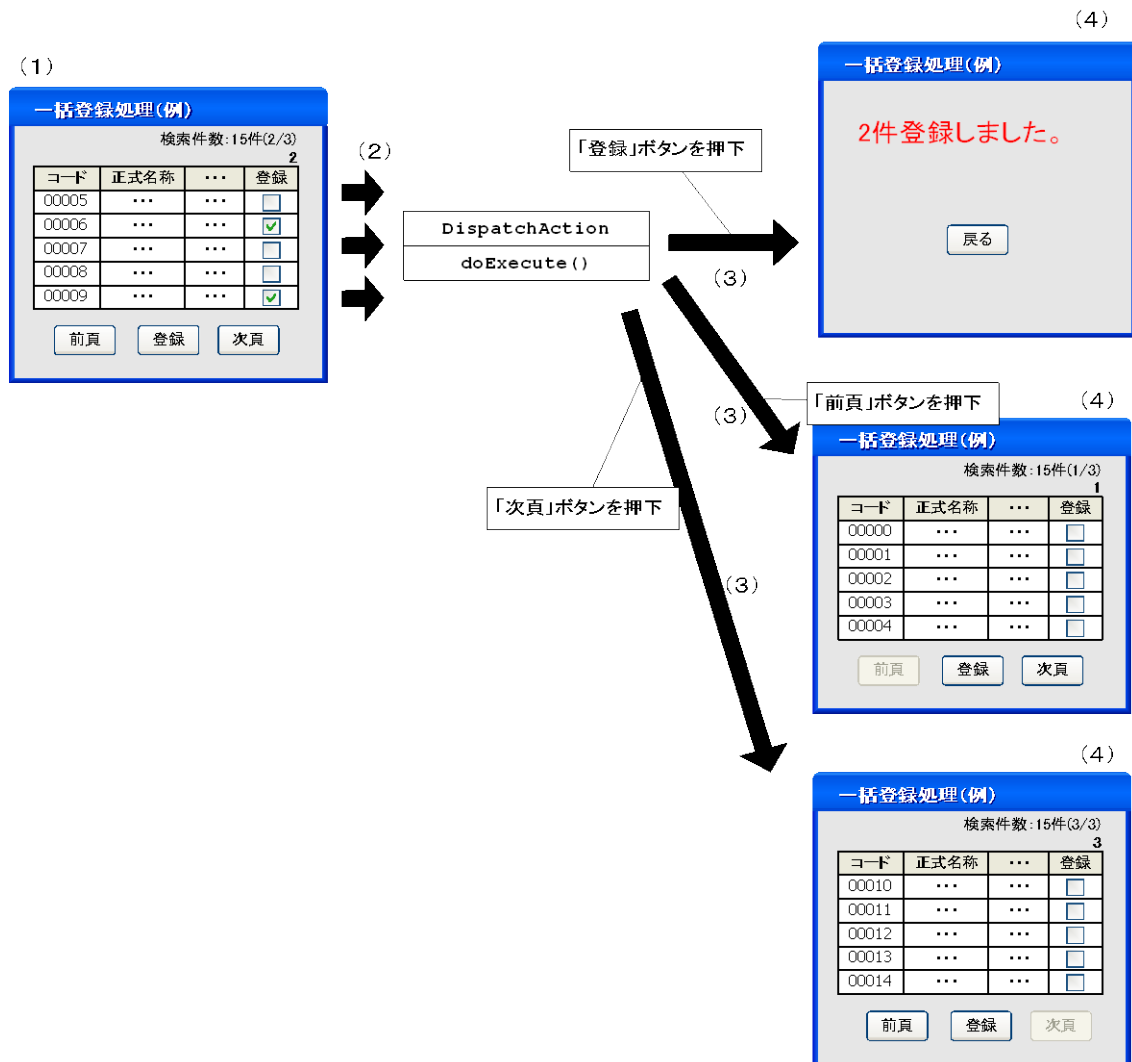 (1)
一括登録処理(例)
検索件数:15件(2/3)
2
コード 正式名称 ・・・ 登録
00005 ・・・ ・・・
00006 ・・・ ・・・
00007 ・・・ ・・・
00008 ・・・ ・・・
00009 ・・・ ・・・
前頁 登録 次頁
(2)
DispatchAction
doExecute()
「登録」ボタンを押下
(3)
(4)
一括登録処理(例)
2件登録しました。
戻る
「前頁」ボタンを押下
(3)
(4)
一括登録処理(例)
検索件数:15件(1/3)
1
コード 正式名称 ・・・ 登録
00000 ・・・ ・・・
00001 ・・・ ・・・
00002 ・・・ ・・・
00003 ・・・ ・・・
00004 ・・・ ・・・
前頁 登録 次頁
「次頁」ボタンを押下
(3)
(4)
一括登録処理(例)
検索件数:15件(3/3)
3
コード 正式名称 ・・・ 登録
00010 ・・・ ・・・
00011 ・・・ ・・・
00012 ・・・ ・・・
00013 ・・・ ・・・
00014 ・・・ ・・・
前頁 登録 次頁